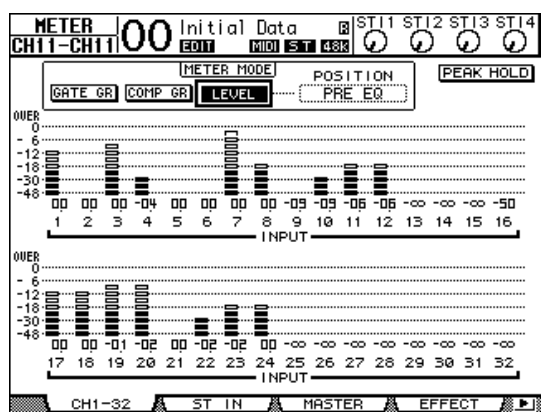 METER
CH11-CH11
00
Initial Data
EDIT
MIDI
ST
48K
ST11 ST12 ST13 ST14
METER MODE
GATE GR
COMP GR
LEVEL
POSITION
PRE EQ
PEAK HOLD
OVER
0
-6
-12
-18
-30
-48
00 00 00 -04 00 00 00 00 -09 -09 -06 -06 -∞ -∞ -∞ -50
1 2 3 4 5 6 7 8 9 10 11 12 13 14 15 16
INPUT
OVER
0
-6
-12
-18
-30
-48
00 00 -01 -02 00 -02 -02 00 -∞ -∞ -∞ -∞ -∞ -∞ -∞ -∞
17 18 19 20 21 22 23 24 25 26 27 28 29 30 31 32
INPUT
CH1-32
ST IN
MASTER
EFFECT